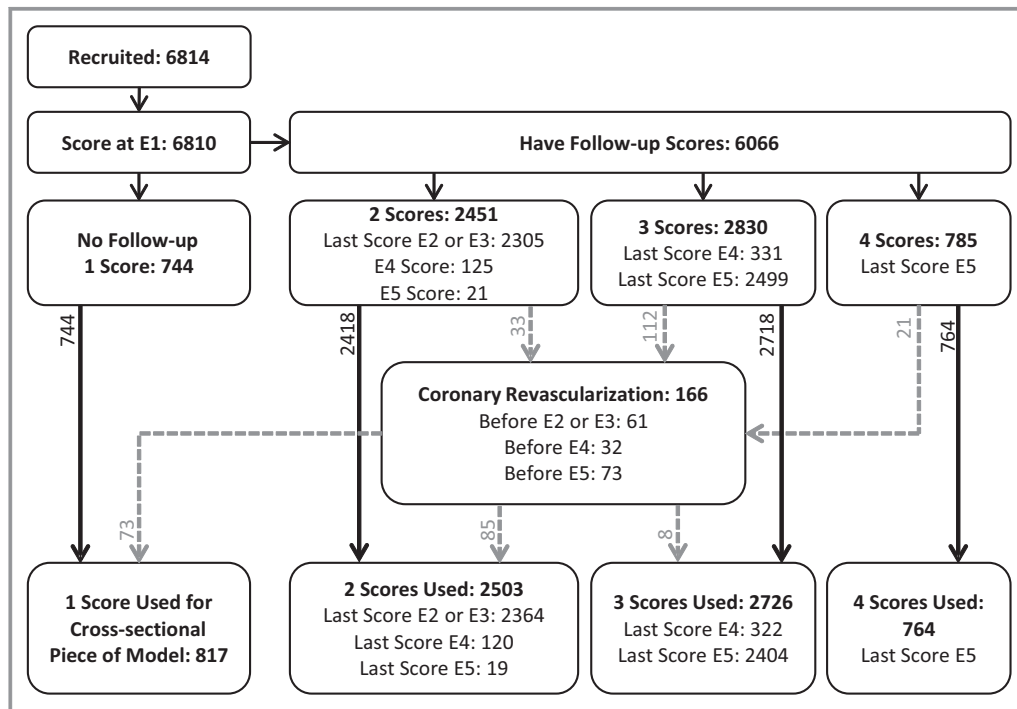 Recruited: 6814
Score at E1: 6810
Have Follow-up Scores: 6066
No Follow-up
1 Score: 744
2 Scores: 2451
Last Score E2 or E3: 2305
E4 Score: 125
E5 Score: 21
3 Scores: 2830
Last Score E4: 331
Last Score E5: 2499
4 Scores: 785
Last Score E5
744
2418
33
112
2718
21
764
Coronary Revascularization: 166
Before E2 or E3: 61
Before E4: 32
Before E5: 73
73
85
8
1 Score Used for
Cross-sectional
Piece of Model: 817
2 Scores Used: 2503
Last Score E2 or E3: 2364
Last Score E4: 120
Last Score E5: 19
3 Scores Used: 2726
Last Score E4: 322
Last Score E5: 2404
4 Scores Used:
764
Last Score E5